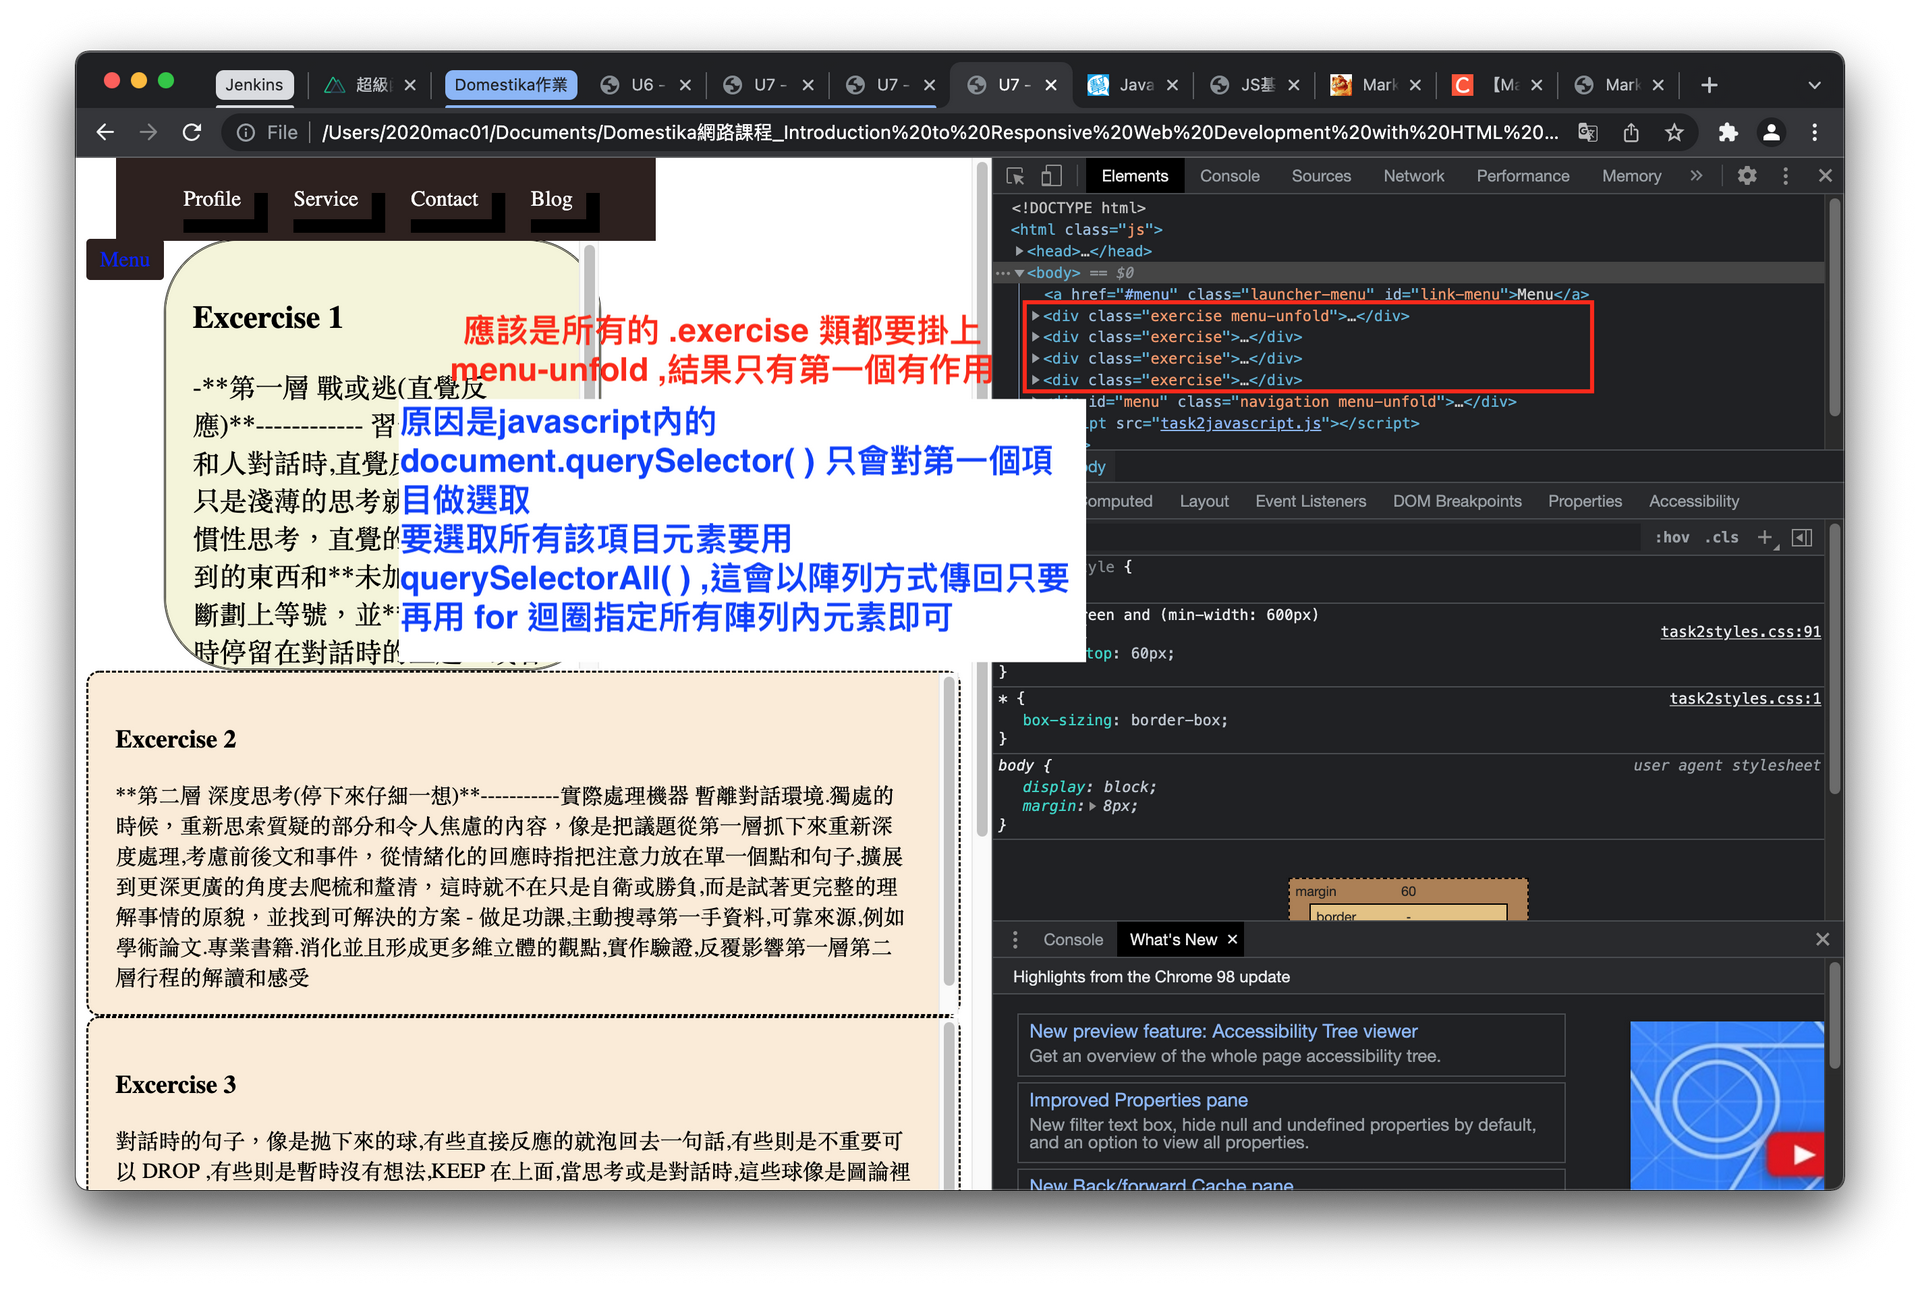 Jenkins
超級
Domestika作業
U6 -
U7 -
U7 -
U7 -
Java
JS基
Mark
【Ma
Mark
File
/Users/2020mac01/Documents/Domestika網路課程_Introduction%20to%20Responsive%20Web%20Development%20with%20HTML%20...
Profile
Service
Contact
Blog
Menu
Excercise 1
-**第一層 戰或逃(直覺反
應)**------------ 習
和人對話時,直覺
只是淺薄的思考就
慣性思考，直覺的
到的東西和**未加
斷劃上等號，並**
時停留在對話時的
應該是所有的 .exercise 類都要掛上
menu-unfold ,結果只有第一個有作用
原因是javascript內的
document.querySelector( ) 只會對第一個項
目做選取
要選取所有該項目元素要用
querySelectorAll( ) ,這會以陣列方式傳回只要
再用 for 迴圈指定所有陣列內元素即可
Excercise 2
**第二層 深度思考(停下來仔細一想)**-----------實際處理機器 暫離對話環境.獨處的
時候，重新思索質疑的部分和令人焦慮的內容，像是把議題從第一層抓下來重新深
度處理,考慮前後文和事件，從情緒化的回應時指把注意力放在單一個點和句子,擴展
到更深更廣的角度去爬梳和釐清，這時就不在只是自衛或勝負,而是試著更完整的理
解事情的原貌，並找到可解決的方案 - 做足功課,主動搜尋第一手資料,可靠來源,例如
學術論文.專業書籍.消化並且形成更多維立體的觀點,實作驗證,反覆影響第一層第二
層行程的解讀和感受
Excercise 3
對話時的句子，像是拋下來的球,有些直接反應的就泡回去一句話,有些則是不重要可
以 DROP ,有些則是暫時沒有想法,KEEP 在上面,當思考或是對話時,這些球像是圖論裡
Elements
Console
Sources
Network
Performance
Memory
<!DOCTYPE html>
<html class="js">
<head>…</head>
<body> == $0
<a href="#menu" class="launcher-menu" id="link-menu">Menu</a>
<div class="exercise menu-unfold">…</div>
<div class="exercise">…</div>
<div class="exercise">…</div>
<div class="exercise">…</div>
id="menu" class="navigation menu-unfold">…</div>
ipt src="task2javascript.js"></script>
dy
omputed
Layout
Event Listeners
DOM Breakpoints
Properties
Accessibility
:hov
.cls
yle {
reen and (min-width: 600px)
task2styles.css:91
top: 60px;
}
* {
task2styles.css:1
box-sizing: border-box;
}
body {
user agent stylesheet
display: block;
margin: 8px;
}
margin
60
border
-
Console
What's New
Highlights from the Chrome 98 update
New preview feature: Accessibility Tree viewer
Get an overview of the whole page accessibility tree.
Improved Properties pane
New filter text box, hide null and undefined properties by default,
and an option to view all properties.
New Back/forward Cache pane